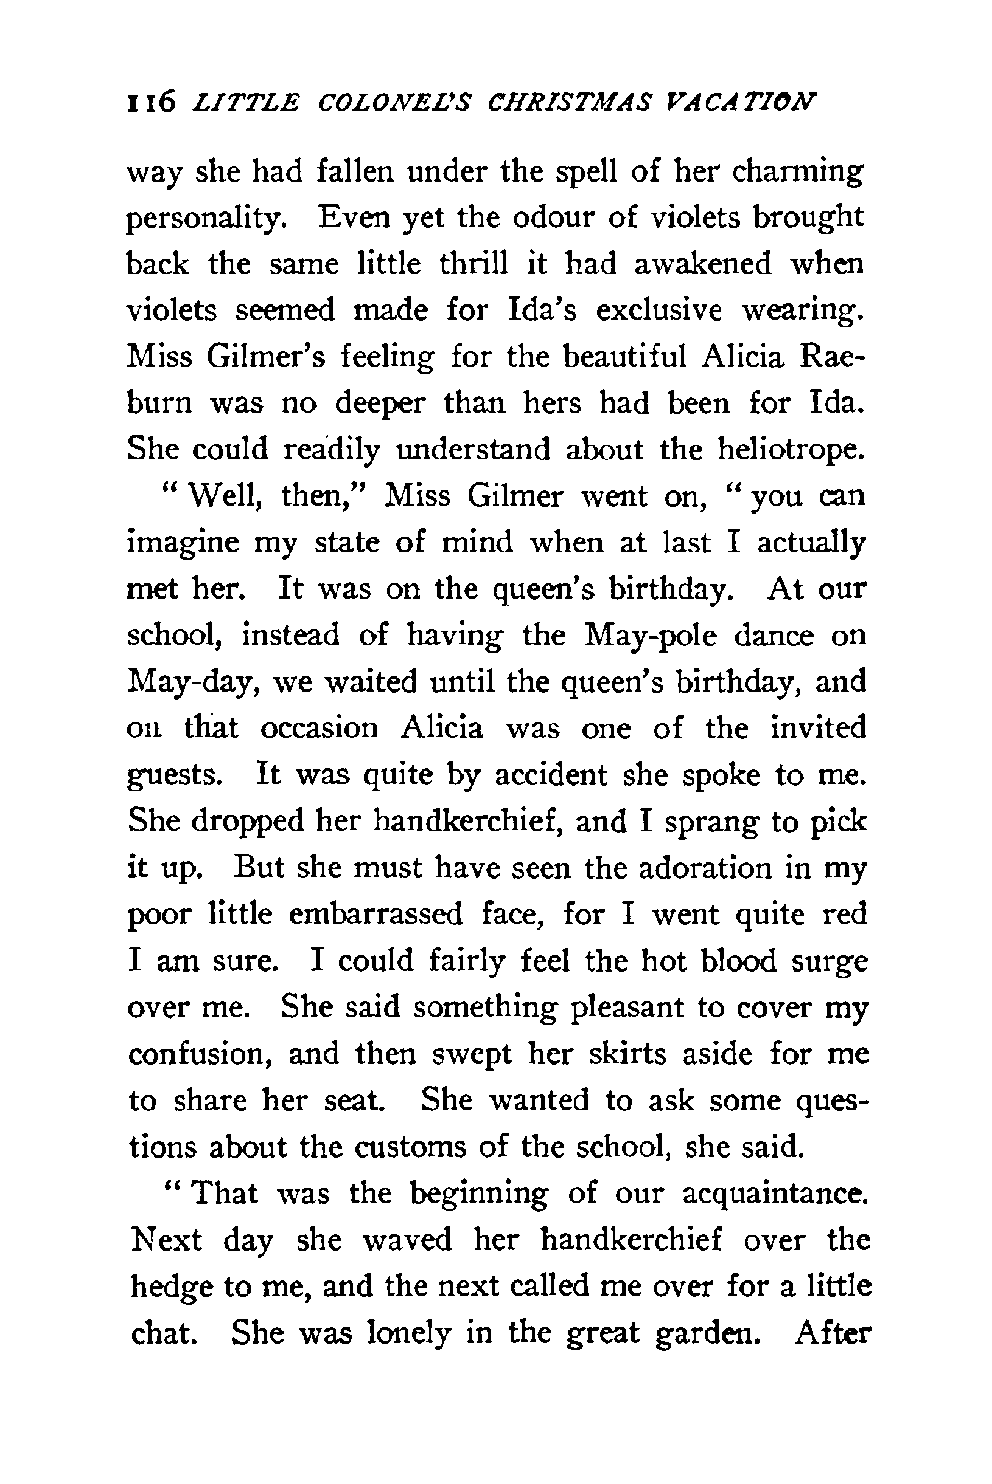 116 LITTLE COLONEL'S CHRISTMAS VACATION
way she had fallen under the spell of her charming
personality. Even yet the odour of violets brought
back the same little thrill it had awakened when
violets seemed made for Ida's exclusive wearing.
Miss Gilmer's feeling for the beautiful Alicia Rae-
burn was no deeper than hers had been for Ida.
She could readily understand about the heliotrope.
“ Well, then,” Miss Gilmer went on, “ you can
imagine my state of mind when at last I actually
met her. It was on the queen's birthday. At our
school, instead of having the May-pole dance on
May-day, we waited until the queen's birthday, and
on that occasion Alicia was one of the invited
guests. It was quite by accident she spoke to me.
She dropped her handkerchief, and I sprang to pick
it up. But she must have seen the adoration in my
poor little embarrassed face, for I went quite red
I am sure. I could fairly feel the hot blood surge
over me. She said something pleasant to cover my
confusion, and then swept her skirts aside for me
to share her seat. She wanted to ask some ques-
tions about the customs of the school, she said.
“ That was the beginning of our acquaintance.
Next day she waved her handkerchief over the
hedge to me, and the next called me over for a little
chat. She was lonely in the great garden. After